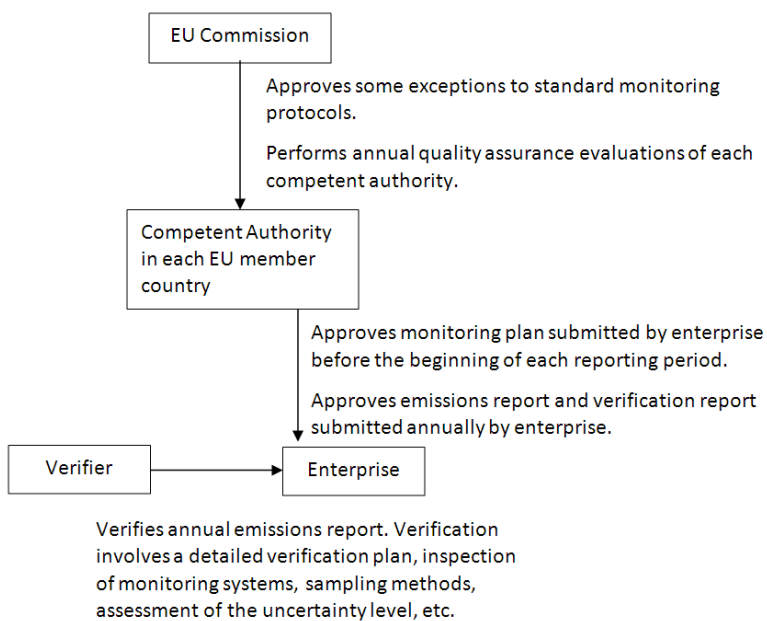 EU Commission
Approves some exceptions to standard monitoring
protocols.
Performs annual quality assurance evaluations of each
competent authority.
Competent Authority
in each EU member
country
Approves monitoring plan submitted by enterprise
before the beginning of each reporting period.
Approves emissions report and verification report
submitted annually by enterprise.
Verifier
Enterprise
Verifies annual emissions report. Verification
involves a detailed verification plan, inspection
of monitoring systems, sampling methods,
assessment of the uncertainty level, etc.